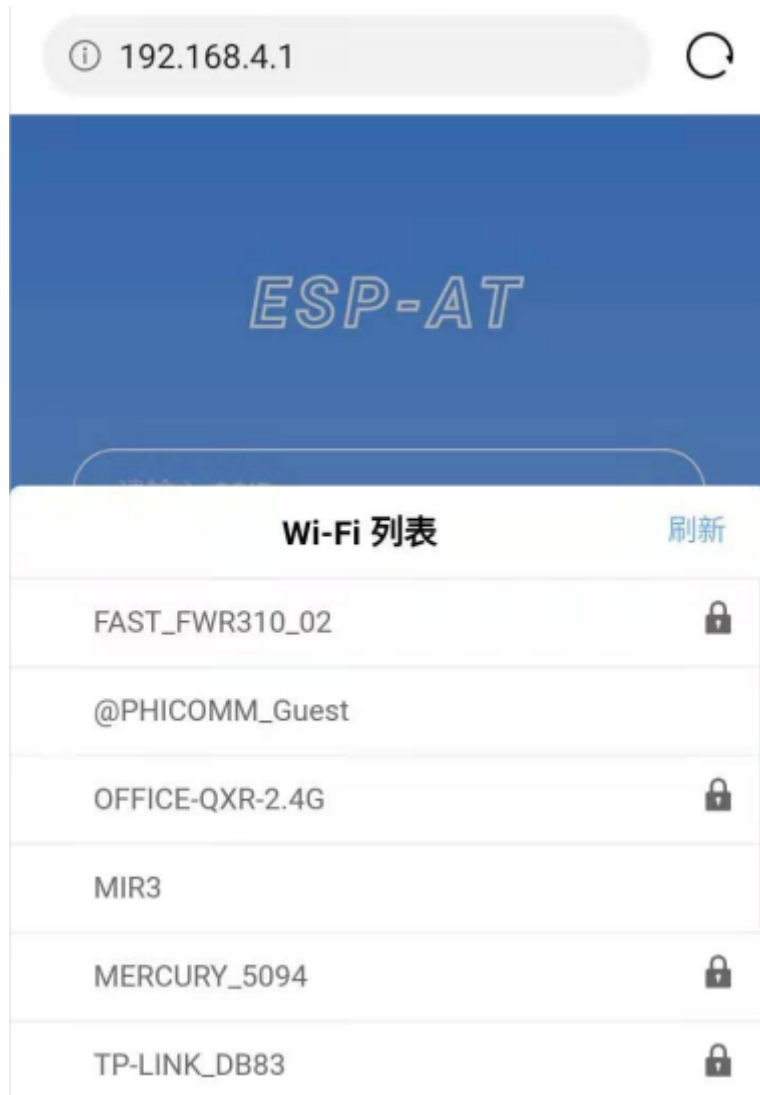 192.168.4.1
ESP-AT
Wi-Fi 列表
刷新
FAST_FWR310_02
@PHICOMM_Guest
OFFICE-QXR-2.4G
MIR3
MERCURY_5094
TP-LINK_DB83